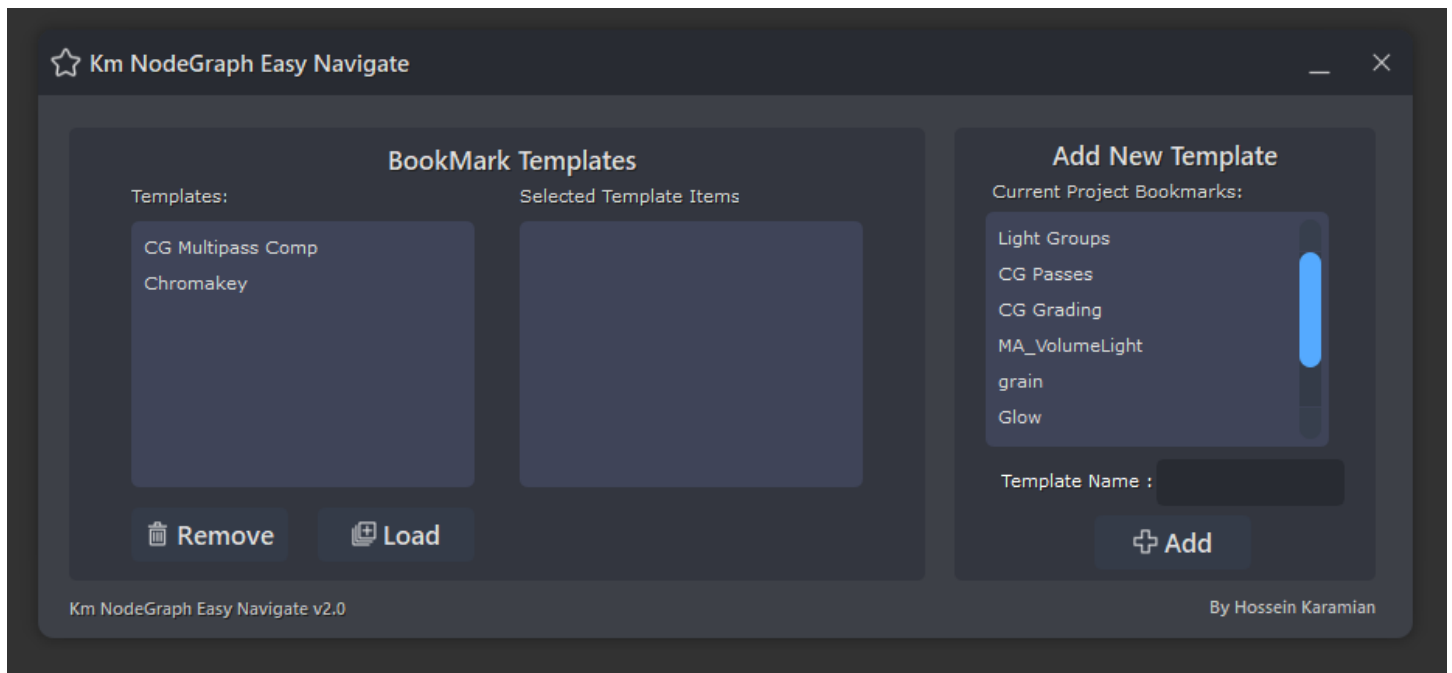 Km NodeGraph Easy Navigate
BookMark Templates
Templates:
CG Multipass Comp
Chromakey
Selected Template Items
Remove
Load
Add New Template
Current Project Bookmarks:
Light Groups
CG Passes
CG Grading
MA_VolumeLight
grain
Glow
Template Name :
Add
Km NodeGraph Easy Navigate v2.0
By Hossein Karamian